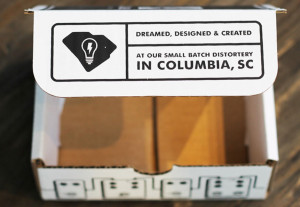 DREAMED, DESIGNED & CREATED
AT OUR SMALL BATCH DISTORTERY
IN COLUMBIA, SC